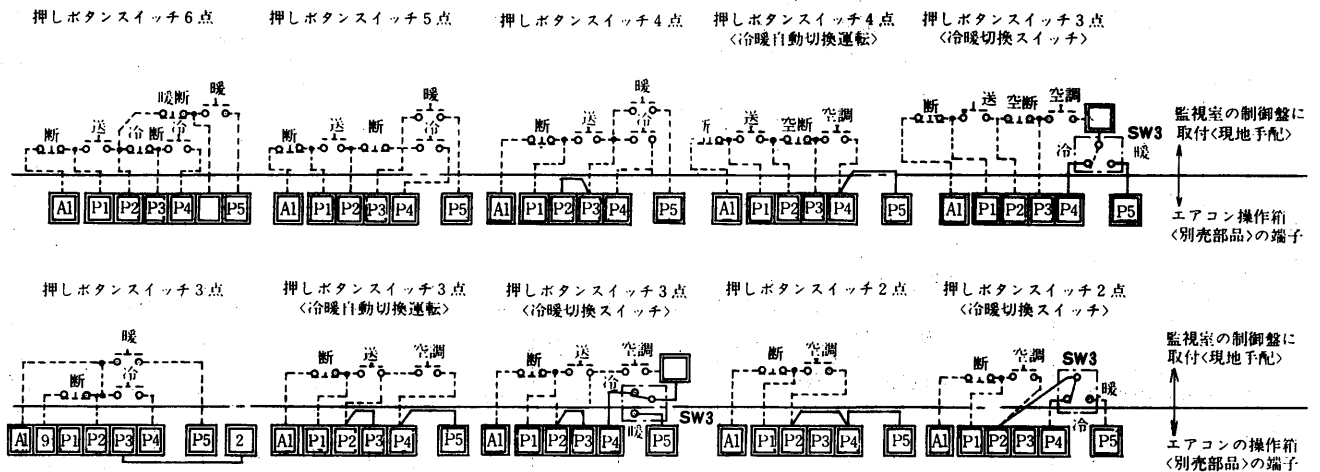 押しボタンスイッチ6点
押しボタンスイッチ5点
押しボタンスイッチ4点
押しボタンスイッチ4点
<冷暖自動切換運転>
押しボタンスイッチ3点
<冷暖切換スイッチ>
断 送 冷断 冷 暖断 暖
断 送 断 暖 冷
断 送 暖 冷
送 空断 空調
断 送 空断 空調
SW3
冷 暖
監視室の制御盤に
取付<現地手配>
A1 P1 P2 P3 P4 P5
A1 P1 P2 P3 P4 P5
A1 P1 P2 P3 P4 P5
A1 P1 P2 P3 P4 P5
A1 P1 P2 P3 P4 P5
エアコン操作箱
<別売部品>の端子
押しボタンスイッチ3点
押しボタンスイッチ3点
<冷暖自動切換運転>
押しボタンスイッチ3点
<冷暖切換スイッチ>
押しボタンスイッチ2点
押しボタンスイッチ2点
<冷暖切換スイッチ>
暖
断 冷
断 送 空調
断 送 空調
冷
暖
SW3
断 空調
断 空調
SW3
暖
冷
監視室の制御盤に
取付<現地手配>
A1 9 P1 P2 P3 P4 P5 2
A1 P1 P2 P3 P4 P5
A1 P1 P2 P3 P4 P5
A1 P1 P2 P3 P4 P5
A1 P1 P2 P3 P4 P5
エアコンの操作箱
<別売部品>の端子